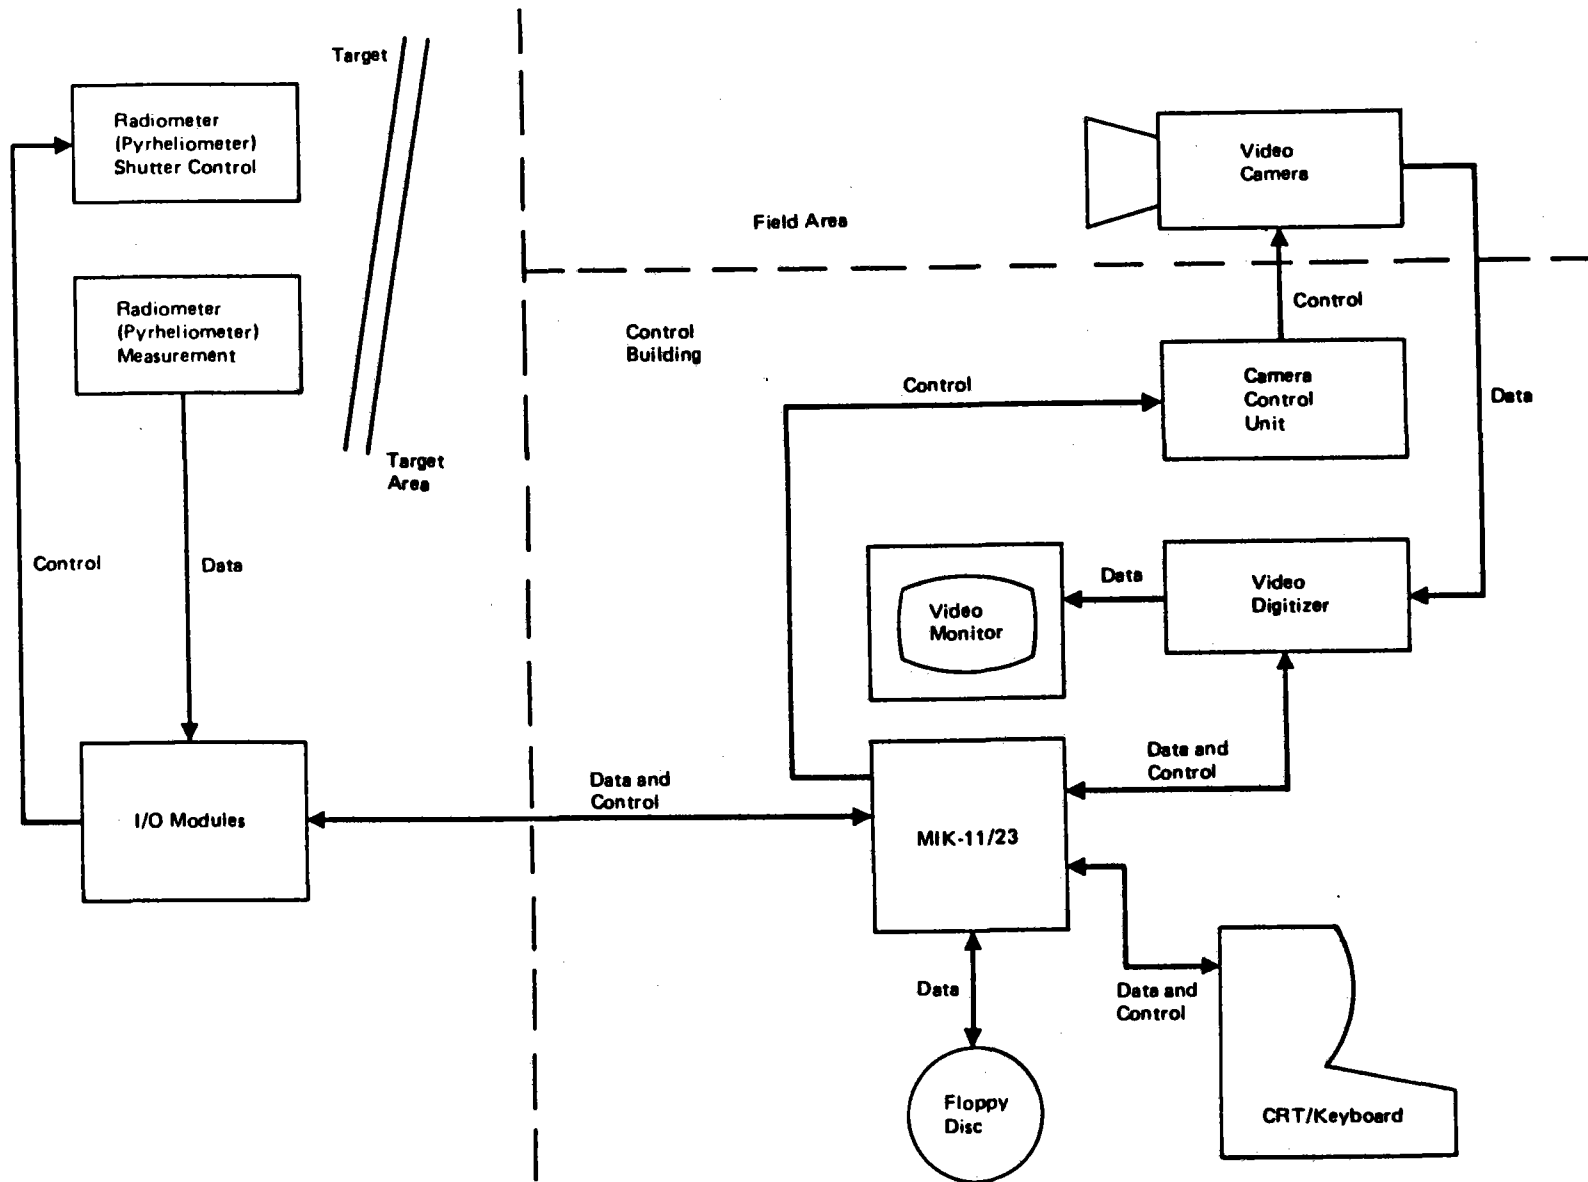 Target
Radiometer
(Pyrheliometer)
Shutter Control
Video
Camera
Field Area
Radiometer
(Pyrheliometer)
Measurement
Control
Control
Building
Camera
Control
Unit
Control
Data
Target
Area
Control
Data
Data
Video
Digitizer
Video
Monitor
Data and
Control
Data and
Control
I/O Modules
MIK-11/23
Data
Data and
Control
Floppy
Disc
CRT/Keyboard